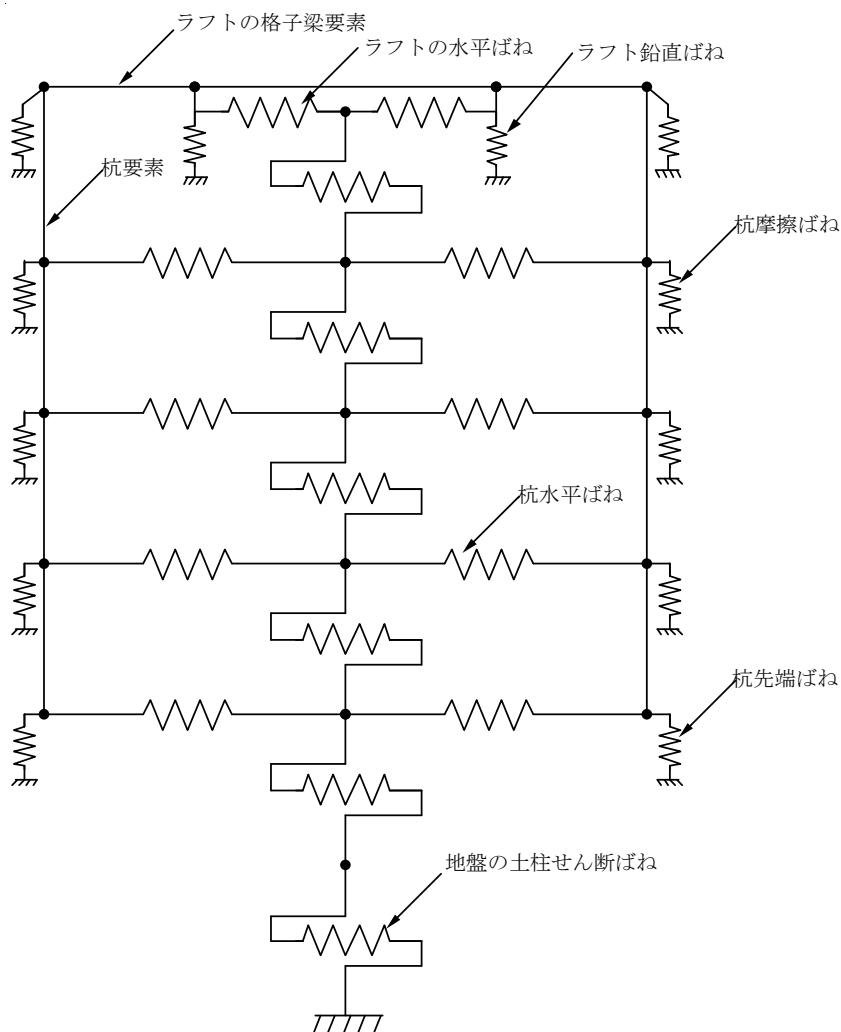 ラフトの格子梁要素
ラフトの水平ばね
ラフト鉛直ばね
杭要素
杭摩擦ばね
杭水平ばね
杭先端ばね
地盤の土柱せん断ばね